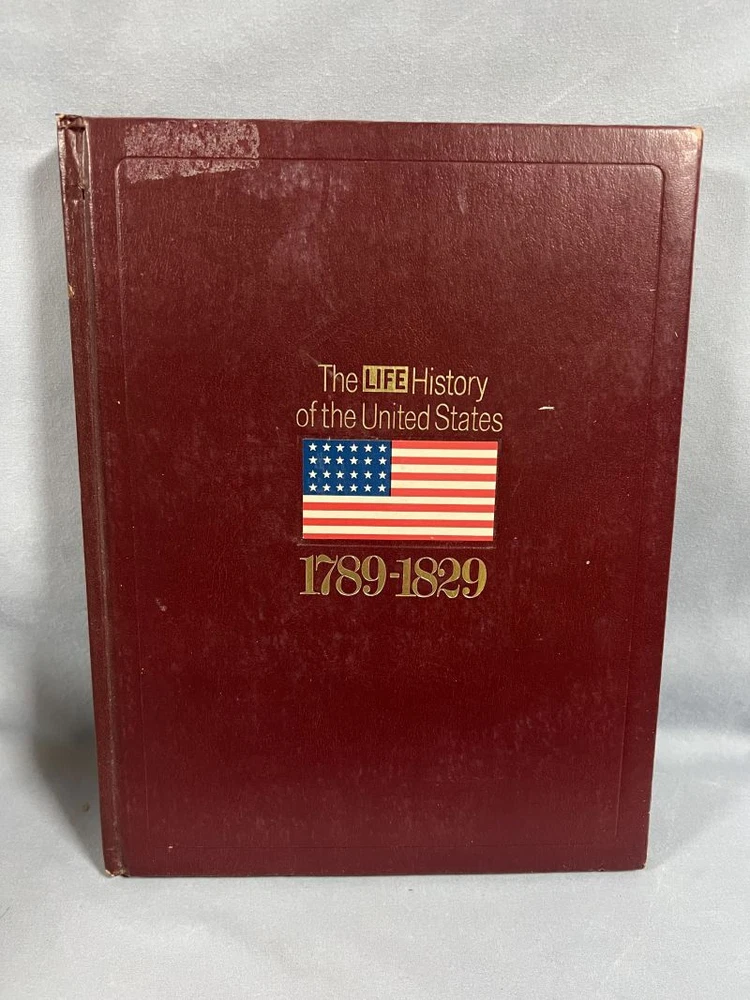 The LIFE History
of the United States
1789-1829